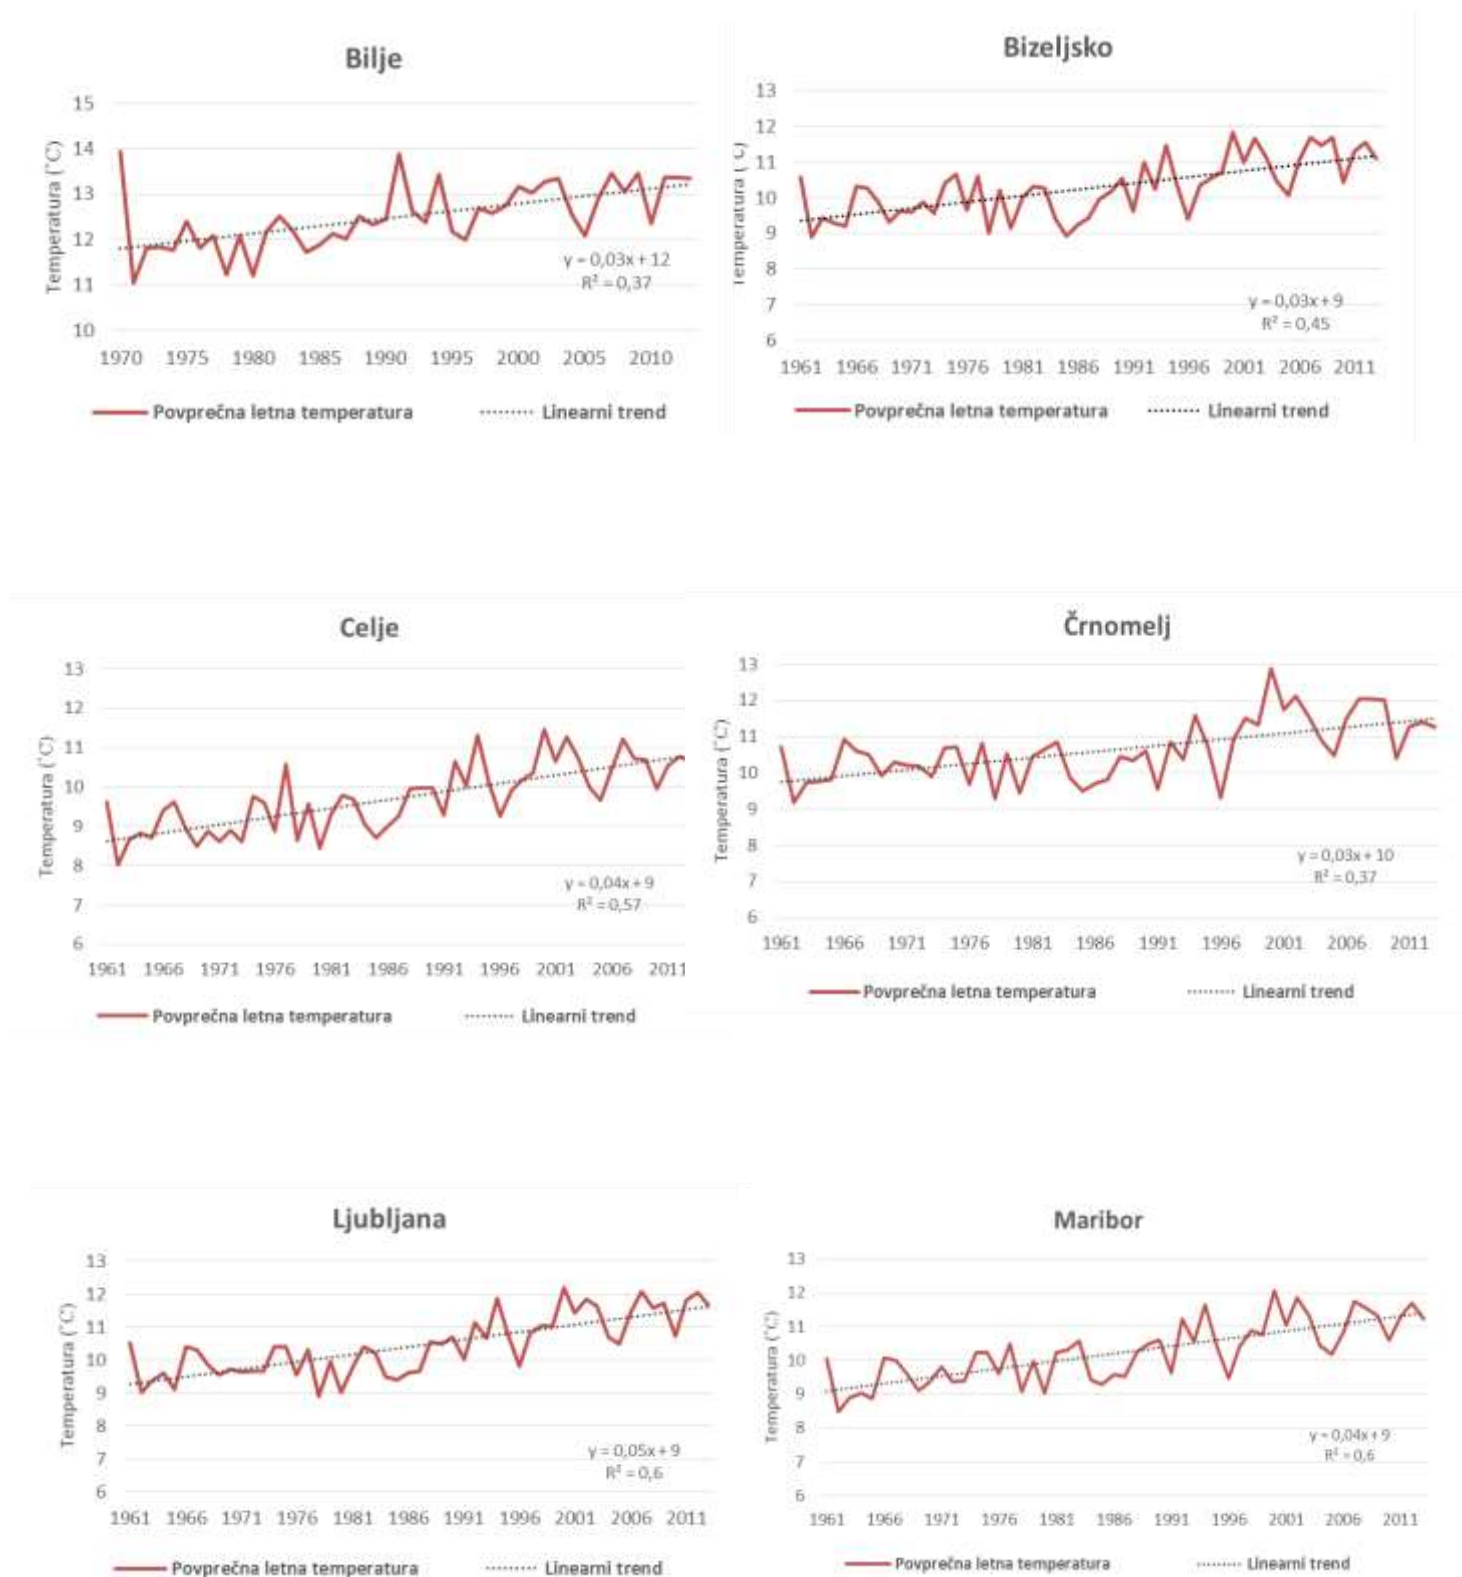 Bilje
Temperatura (˚C)
15
14
13
12
11
10
y = 0,03x + 12
R² = 0,37
1970 1975 1980 1985 1990 1995 2000 2005 2010
Povprečna letna temperatura Linearni trend
Bizeljsko
Temperatura (˚C)
13
12
11
10
9
8
7
6
y = 0,03x + 9
R² = 0,45
1961 1966 1971 1976 1981 1986 1991 1996 2001 2006 2011
Povprečna letna temperatura Linearni trend
Celje
Temperatura (˚C)
13
12
11
10
9
8
7
6
y = 0,04x + 9
R² = 0,57
1961 1966 1971 1976 1981 1986 1991 1996 2001 2006 2011
Povprečna letna temperatura Linearni trend
Črnomelj
Temperatura (˚C)
13
12
11
10
9
8
7
6
y = 0,03x + 10
R² = 0,37
1961 1966 1971 1976 1981 1986 1991 1996 2001 2006 2011
Povprečna letna temperatura Linearni trend
Ljubljana
Temperatura (˚C)
13
12
11
10
9
8
7
6
y = 0,05x + 9
R² = 0,6
1961 1966 1971 1976 1981 1986 1991 1996 2001 2006 2011
Povprečna letna temperatura Linearni trend
Maribor
Temperatura (˚C)
13
12
11
10
9
8
7
6
y = 0,04x + 9
R² = 0,6
1961 1966 1971 1976 1981 1986 1991 1996 2001 2006 2011
Povprečna letna temperatura Linearni trend